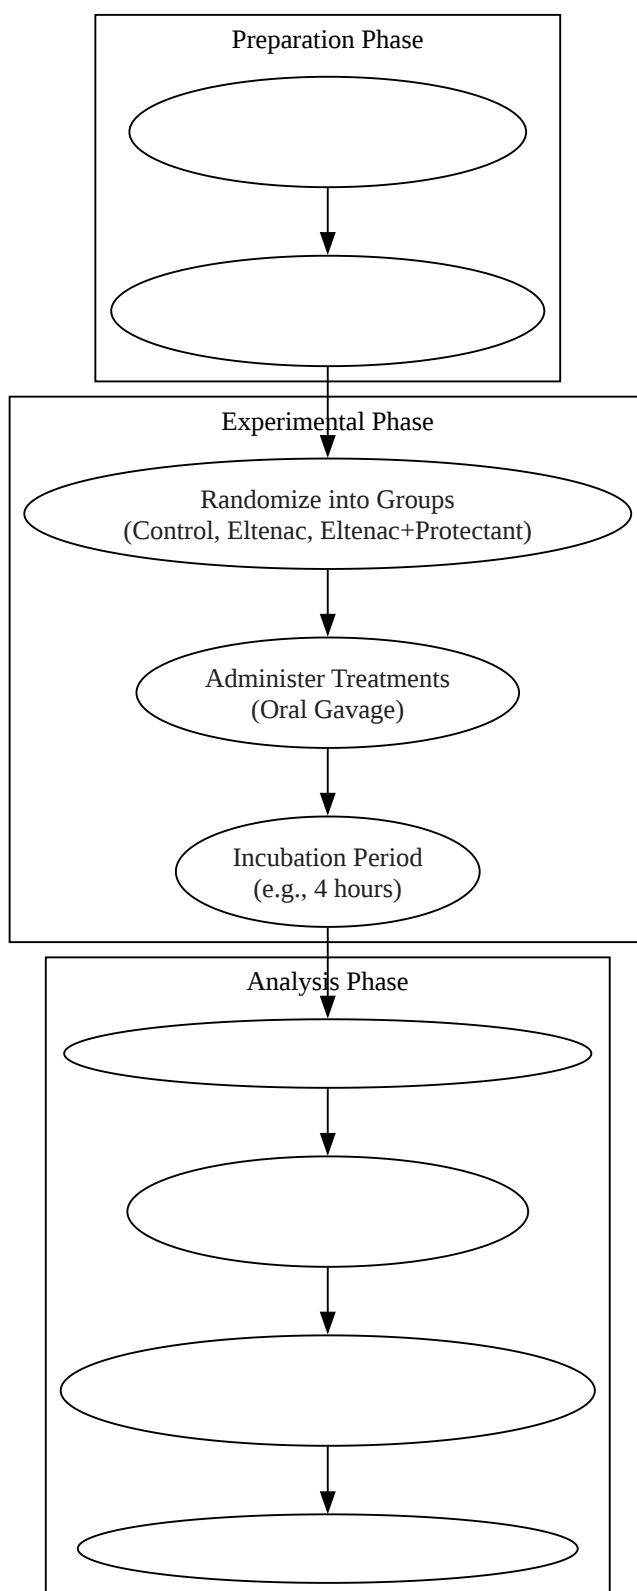 Preparation Phase
Experimental Phase
Randomize into Groups
(Control, Eltenac, Eltenac+Protectant)
Administer Treatments
(Oral Gavage)
Incubation Period
(e.g., 4 hours)
Analysis Phase